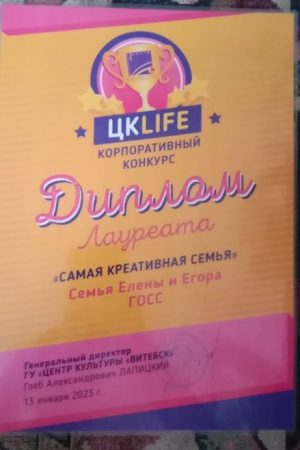 ЦКLIFE
КОРПОРАТИВНЫЙ
КОНКУРС
Диплом
Лауреата
«САМАЯ КРЕАТИВНАЯ СЕМЬЯ»
Семья Елены и Егора
ГОСС
Генеральный директор
ГУ «ЦЕНТР КУЛЬТУРЫ «ВИТЕБСК»
Глеб Александрович ЛАПИЦКИЙ
13 января 2023 г.